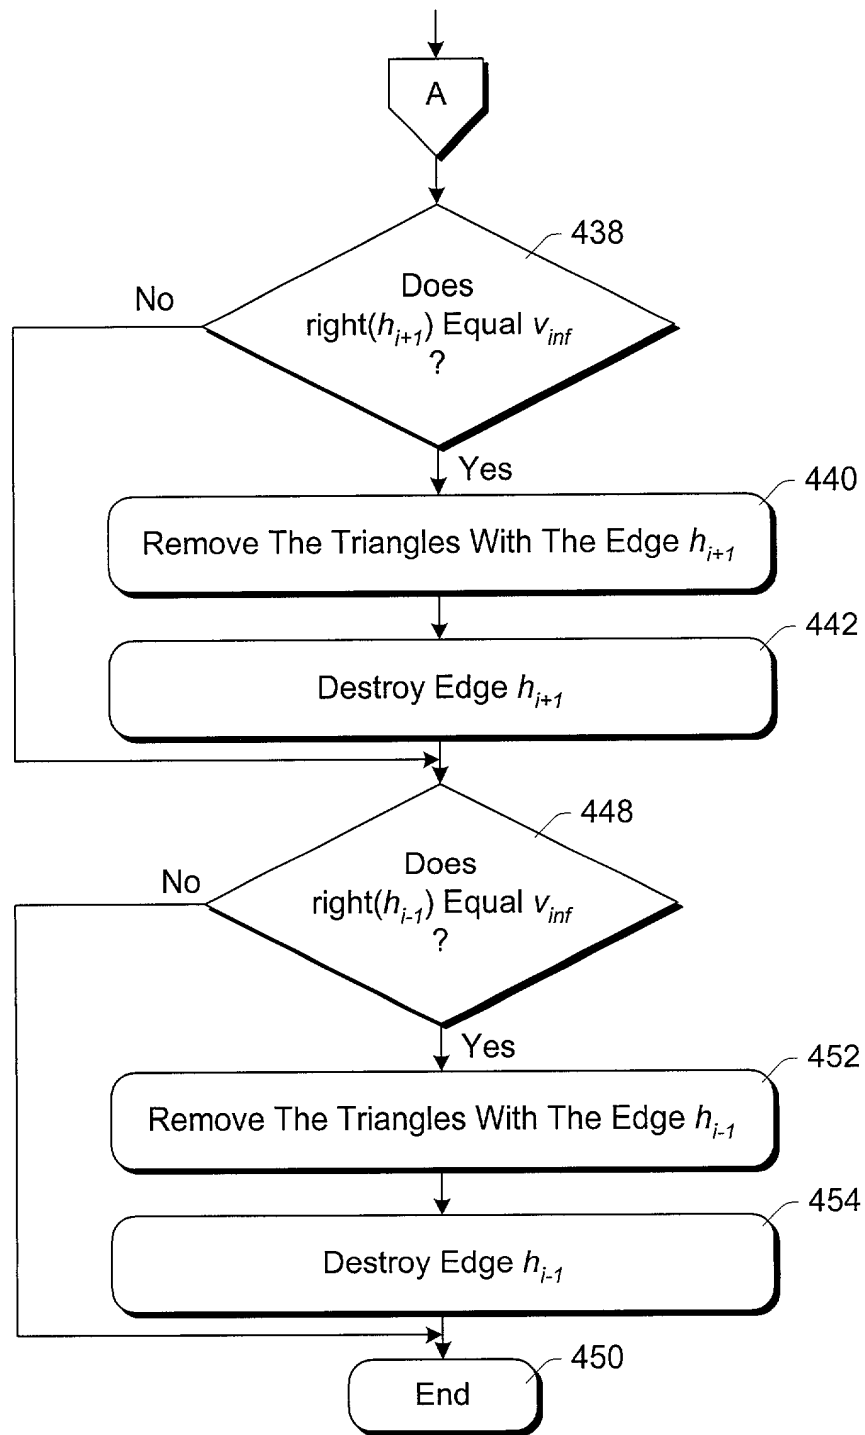 A
438
Does
No
right(h_{i+1}) Equal v_{inf}
?
Yes
440
Remove The Triangles With The Edge h_{i+1}
442
Destroy Edge h_{i+1}
448
Does
No
right(h_{i-1}) Equal v_{inf}
?
Yes
452
Remove The Triangles With The Edge h_{i-1}
454
Destroy Edge h_{i-1}
450
End